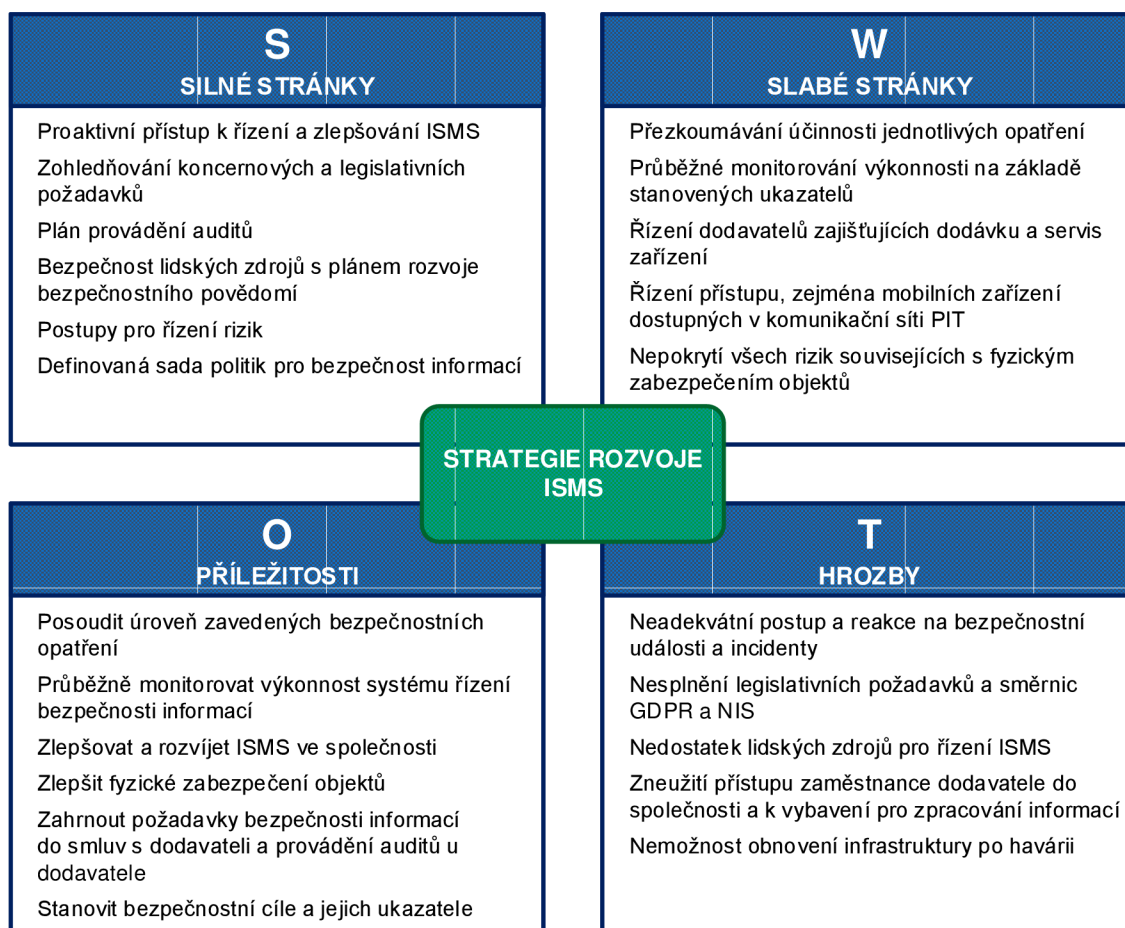 S
SILNÉ STRÁNKY
Proaktivní přístup k řízení a zlepšování ISMS
Zohledňování koncernových a legislativních
požadavků
Plán provádění auditů
Bezpečnost lidských zdrojů s plánem rozvoje
bezpečnostního povědomí
Postupy pro řízení rizik
Definovaná sada politik pro bezpečnost informací
W
SLABÉ STRÁNKY
Přezkoumávání účinnosti jednotlivých opatření
Průběžné monitorování výkonnosti na základě
stanovených ukazatelů
Řízení dodavatelů zajišťujících dodávku a servis
zařízení
Řízení přístupu, zejména mobilních zařízení
dostupných v komunikační síti PIT
Nepokrytí všech rizik souvisejících s fyzickým
zabezpečením objektů
STRATEGIE ROZVOJE
ISMS
O
PŘÍLEŽITOSTI
Posoudit úroveň zavedených bezpečnostních
opatření
Průběžně monitorovat výkonnost systému řízení
bezpečnosti informací
Zlepšovat a rozvíjet ISMS ve společnosti
Zlepšit fyzické zabezpečení objektů
Zahrnout požadavky bezpečnosti informací
do smluv s dodavateli a provádění auditů u
dodavatele
Stanovit bezpečnostní cíle a jejich ukazatele
T
HROZBY
Neadekvátní postup a reakce na bezpečnostní
události a incidenty
Nesplnění legislativních požadavků a směrnic
GDPR a NIS
Nedostatek lidských zdrojů pro řízení ISMS
Zneužití přístupu zaměstnance dodavatele do
společnosti a k vybavení pro zpracování informací
Nemožnost obnovení infrastruktury po havárii